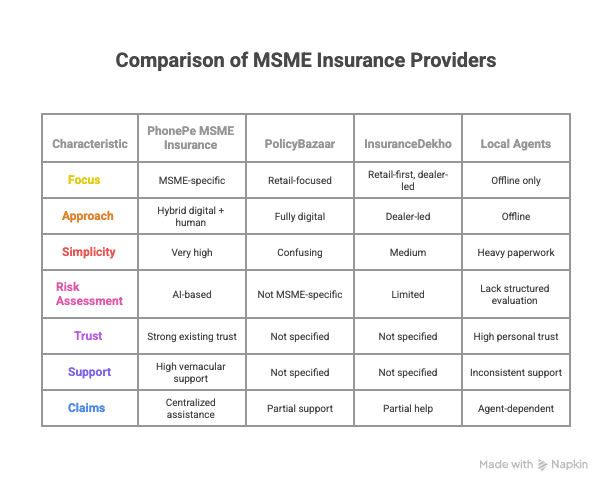 Comparison of MSME Insurance Providers
Characteristic
PhonePe MSME
Insurance
PolicyBazaar
InsuranceDekho
Local Agents
Focus
MSME-specific
Retail-focused
Retail-first, dealer-
led
Offline only
Approach
Hybrid digital +
human
Fully digital
Dealer-led
Offline
Simplicity
Very high
Confusing
Medium
Heavy paperwork
Risk
Assessment
AI-based
Not MSME-specific
Limited
Lack structured
evaluation
Trust
Strong existing trust
Not specified
Not specified
High personal trust
Support
High vernacular
support
Not specified
Not specified
Inconsistent support
Claims
Centralized
assistance
Partial support
Partial help
Agent-dependent
Made with Napkin